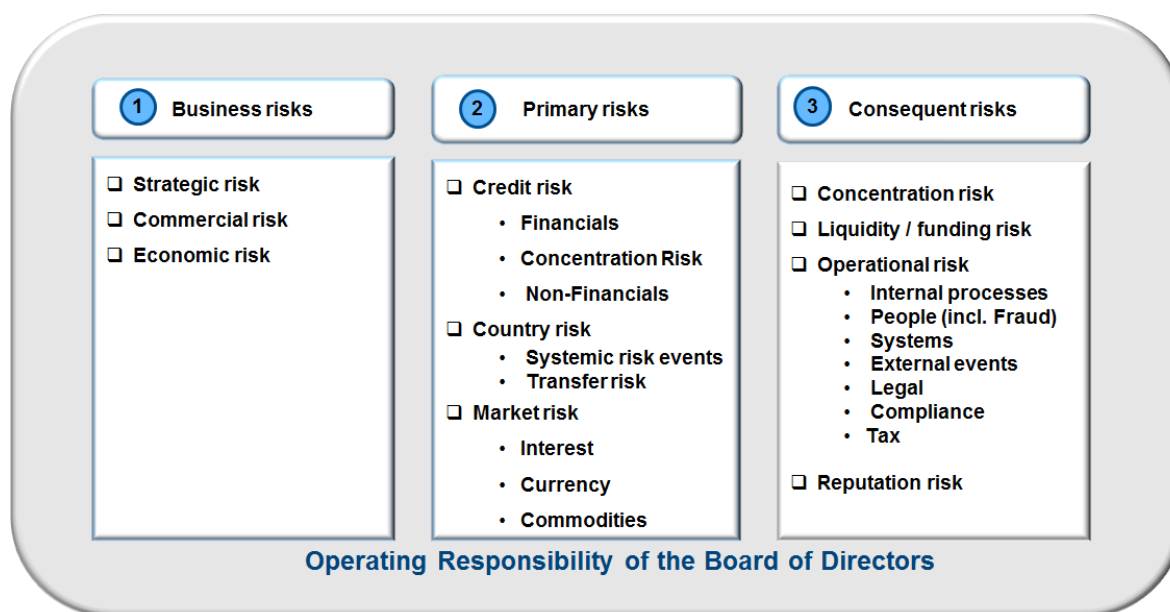 1 Business risks
Strategic risk
Commercial risk
Economic risk
2 Primary risks
Credit risk
Financials
Concentration Risk
Non-Financials
Country risk
Systemic risk events
Transfer risk
Market risk
Interest
Currency
Commodities
3 Consequent risks
Concentration risk
Liquidity / funding risk
Operational risk
Internal processes
People (incl. Fraud)
Systems
External events
Legal
Compliance
Tax
Reputation risk
Operating Responsibility of the Board of Directors